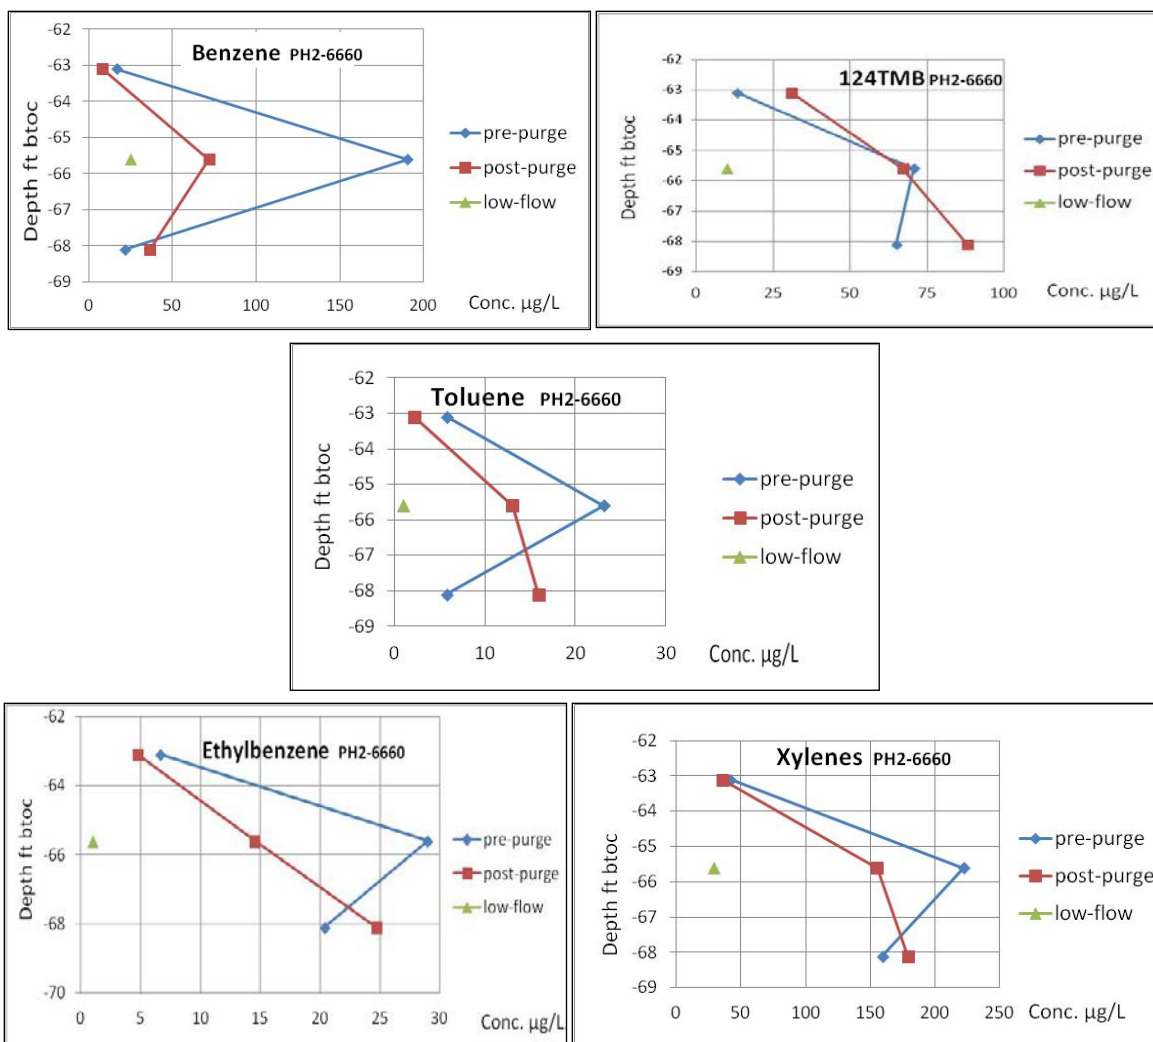 Benzene PH2-6660
-62
-63
-64
-65
-66
-67
-68
-69
Depth ft btoc
0 50 100 150 200
Conc. µg/L
pre-purge
post-purge
low-flow
124TMB PH2-6660
-62
-63
-64
-65
-66
-67
-68
-69
Depth ft btoc
0 25 50 75 100
Conc. µg/L
pre-purge
post-purge
low-flow
Toluene PH2-6660
-62
-63
-64
-65
-66
-67
-68
-69
Depth ft btoc
0 10 20 30
Conc. µg/L
pre-purge
post-purge
low-flow
Ethylbenzene PH2-6660
-62
-64
-66
-68
-70
Depth ft btoc
0 5 10 15 20 25 30
Conc. µg/L
pre-purge
post-purge
low-flow
Xylenes PH2-6660
-62
-63
-64
-65
-66
-67
-68
-69
Depth ft btoc
0 50 100 150 200 250
Conc. µg/L
pre-purge
post-purge
low-flow